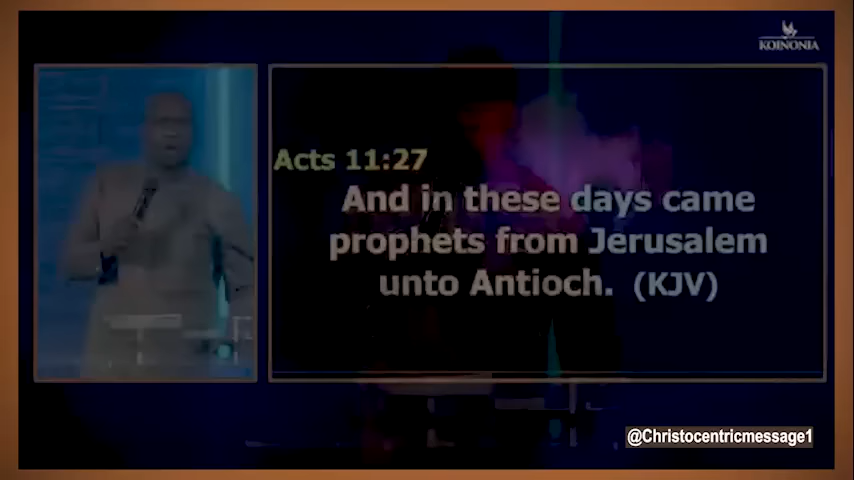 KOINONIA
Acts 11:27
And in these days came
prophets from Jerusalem
unto Antioch. (KJV)
@Christocentricmessage1